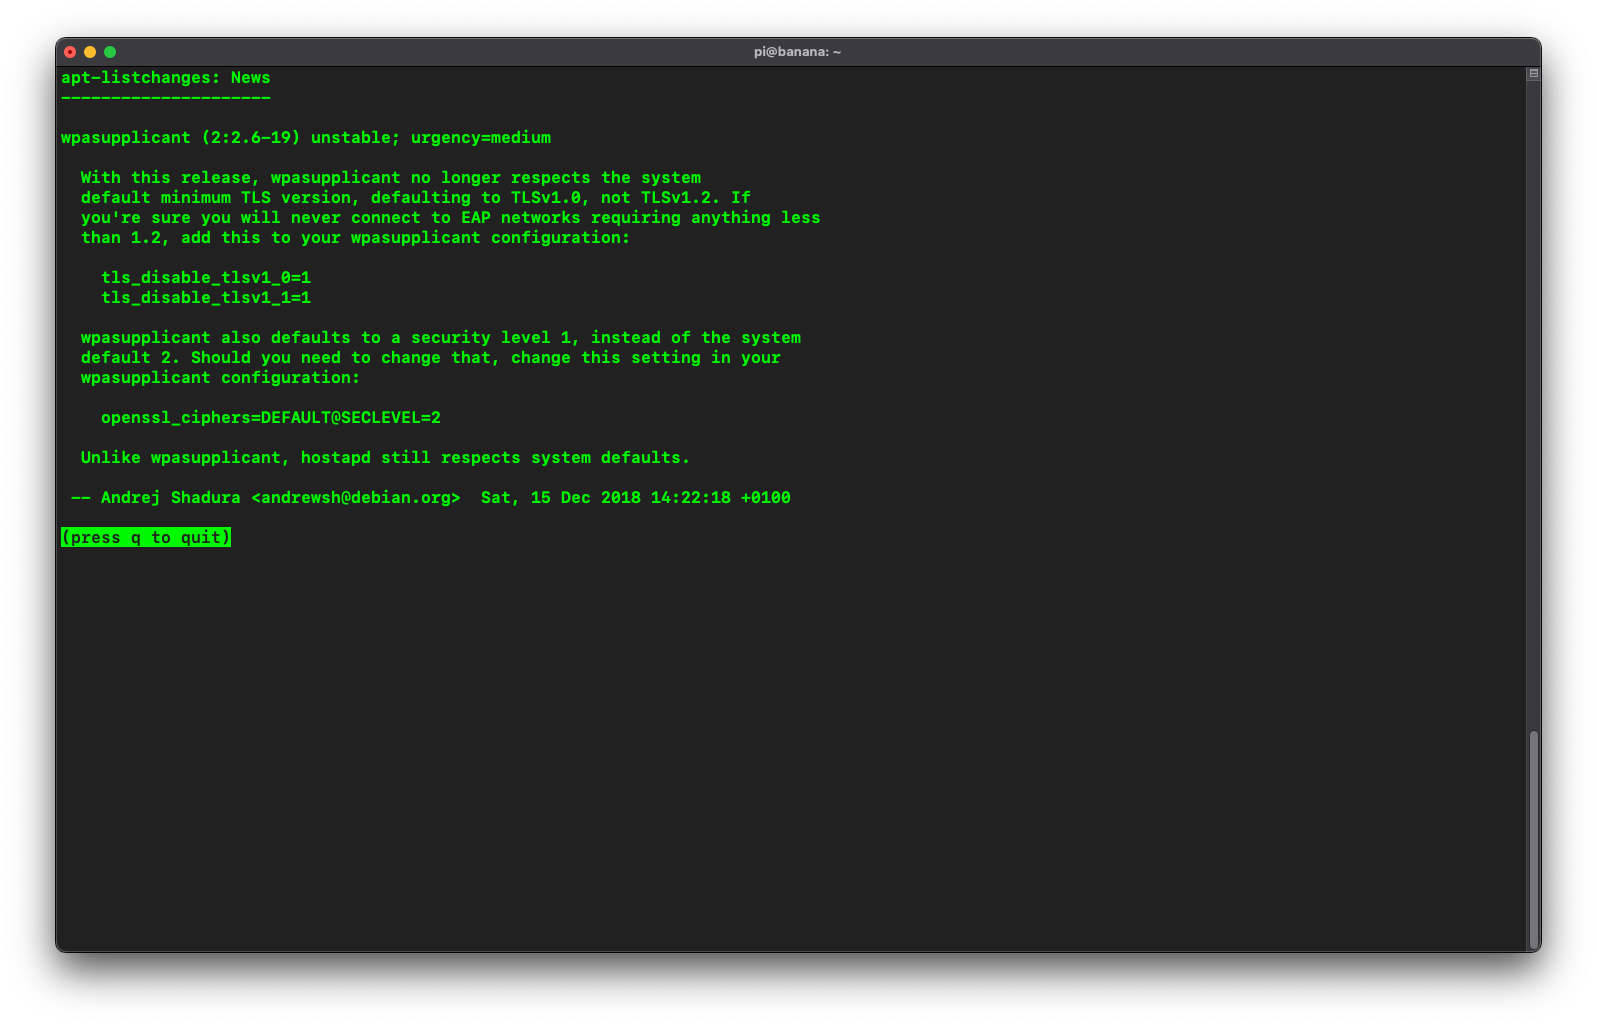 pi@banana: ~
apt-listchanges: News
---------------------
wpasupplicant (2:2.6-19) unstable; urgency=medium
With this release, wpasupplicant no longer respects the system
default minimum TLS version, defaulting to TLSv1.0, not TLSv1.2. If
you're sure you will never connect to EAP networks requiring anything less
than 1.2, add this to your wpasupplicant configuration:
tls_disable_tlsv1_0=1
tls_disable_tlsv1_1=1
wpasupplicant also defaults to a security level 1, instead of the system
default 2. Should you need to change that, change this setting in your
wpasupplicant configuration:
openssl_ciphers=DEFAULT@SECLEVEL=2
Unlike wpasupplicant, hostapd still respects system defaults.
-- Andrej Shadura <andrewsh@debian.org>  Sat, 15 Dec 2018 14:22:18 +0100
(press q to quit)